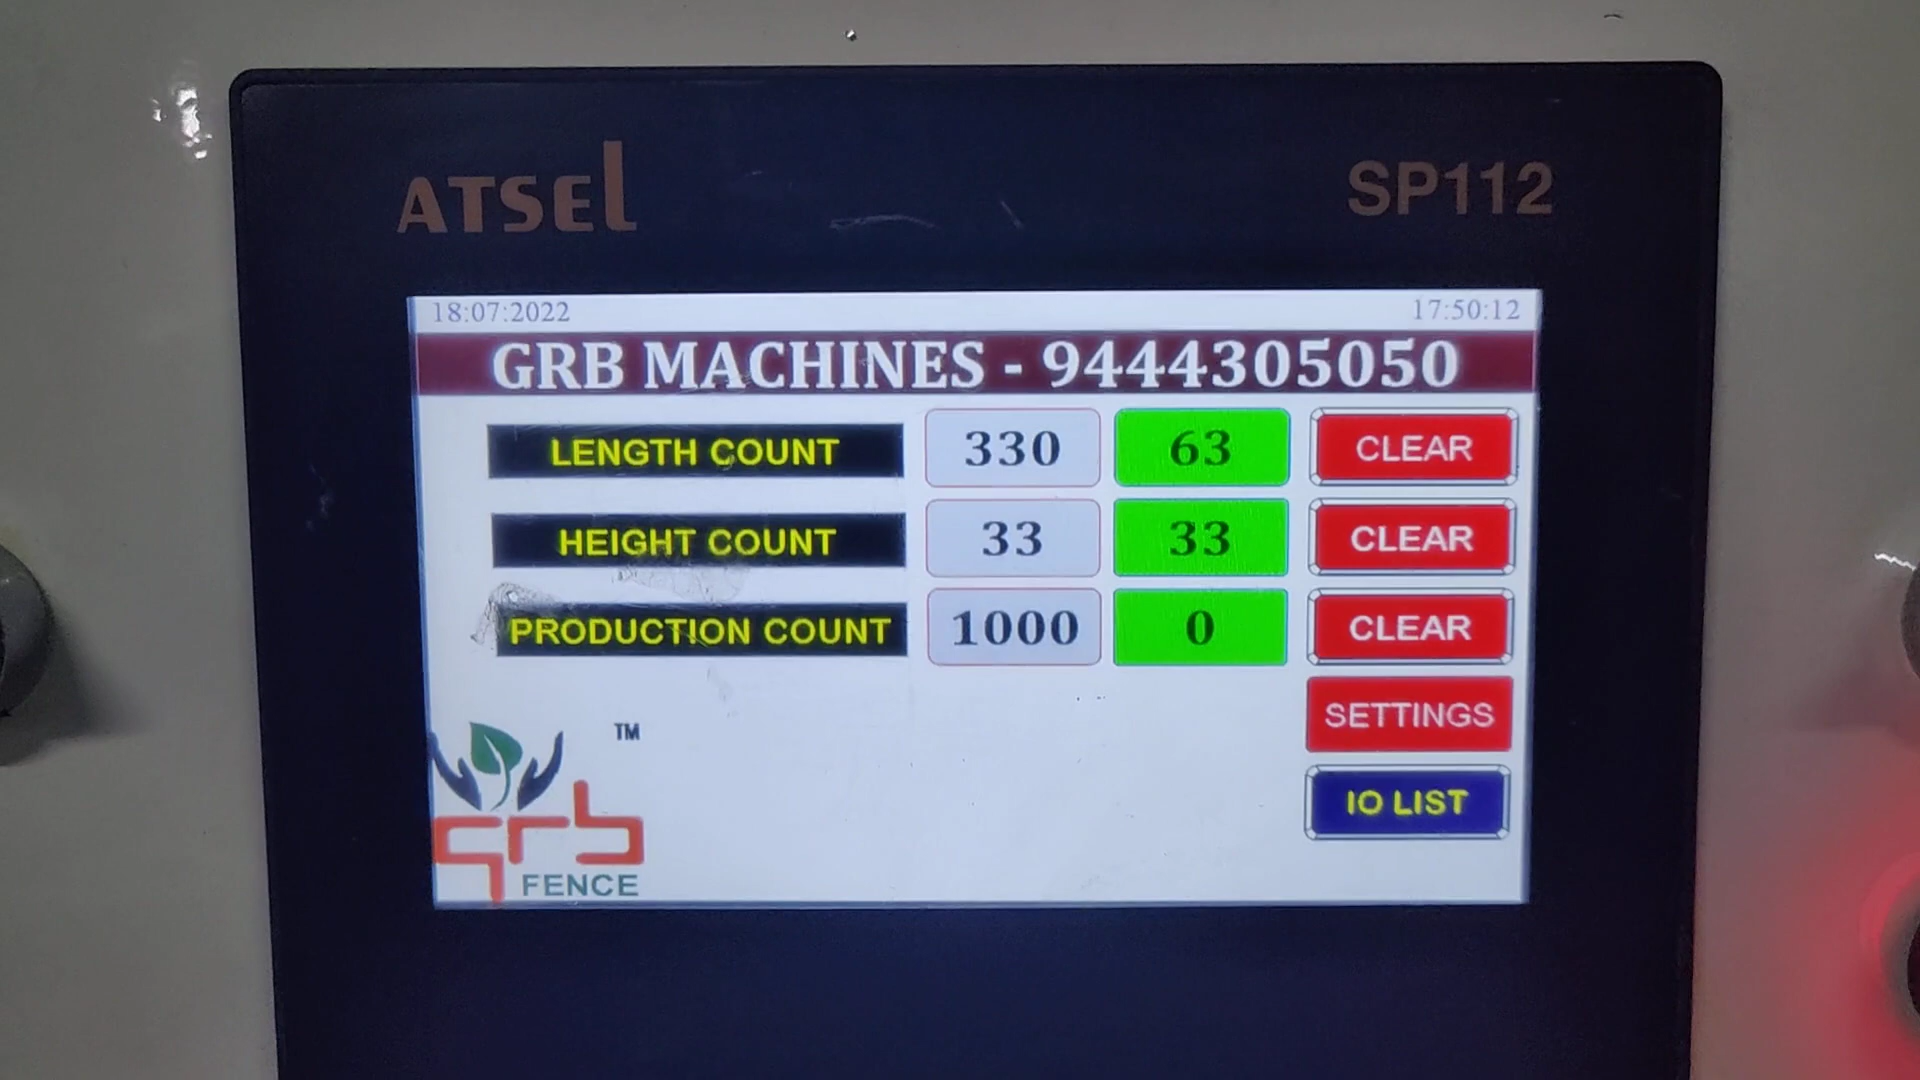 ATSEL SP112
18:07:2022 17:50:12
GRB MACHINES - 9444305050
LENGTH COUNT 330 63 CLEAR
HEIGHT COUNT 33 33 CLEAR
PRODUCTION COUNT 1000 0 CLEAR
SETTINGS
TM
IO LIST
grb
FENCE